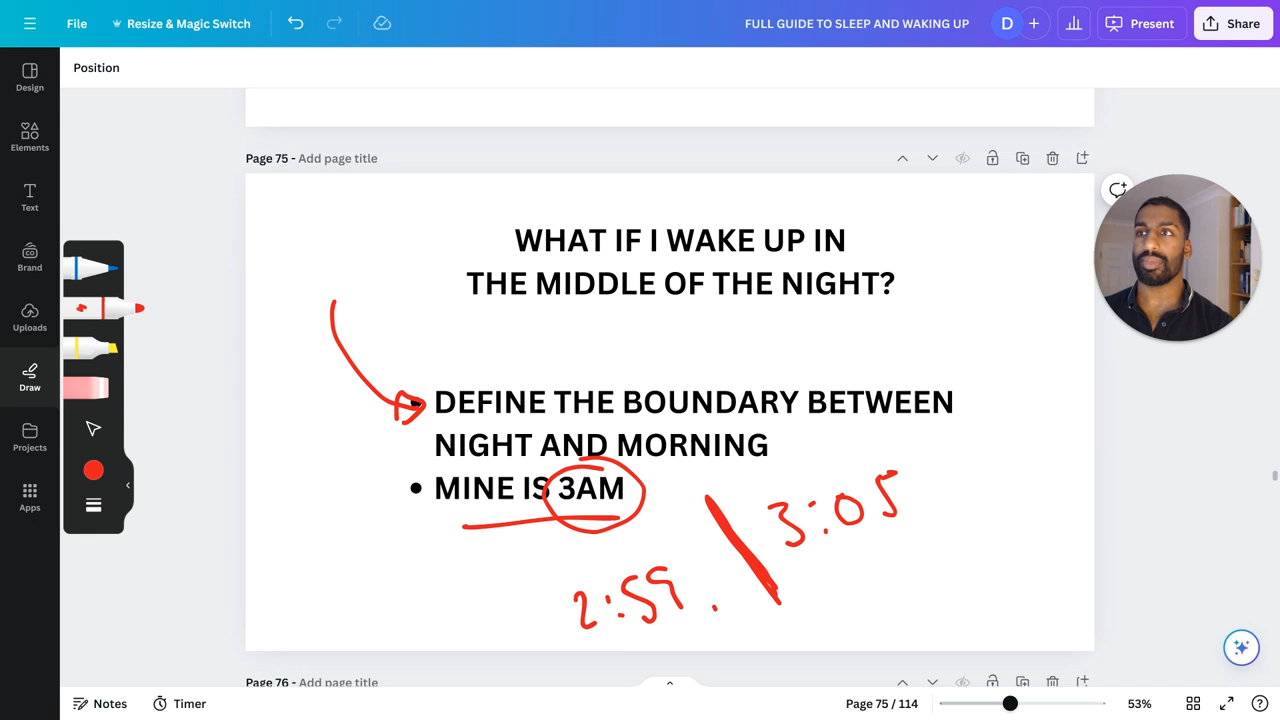 File
Resize & Magic Switch
FULL GUIDE TO SLEEP AND WAKING UP
D
Present
Share
Position
Design
Elements
Text
Brand
Uploads
Draw
Projects
Apps
Page 75 - Add page title
WHAT IF I WAKE UP IN
THE MIDDLE OF THE NIGHT?
• DEFINE THE BOUNDARY BETWEEN
NIGHT AND MORNING
• MINE IS 3AM
3:05
2:59
Page 76 - Add page title
Notes
Timer
Page 75 / 114
53%